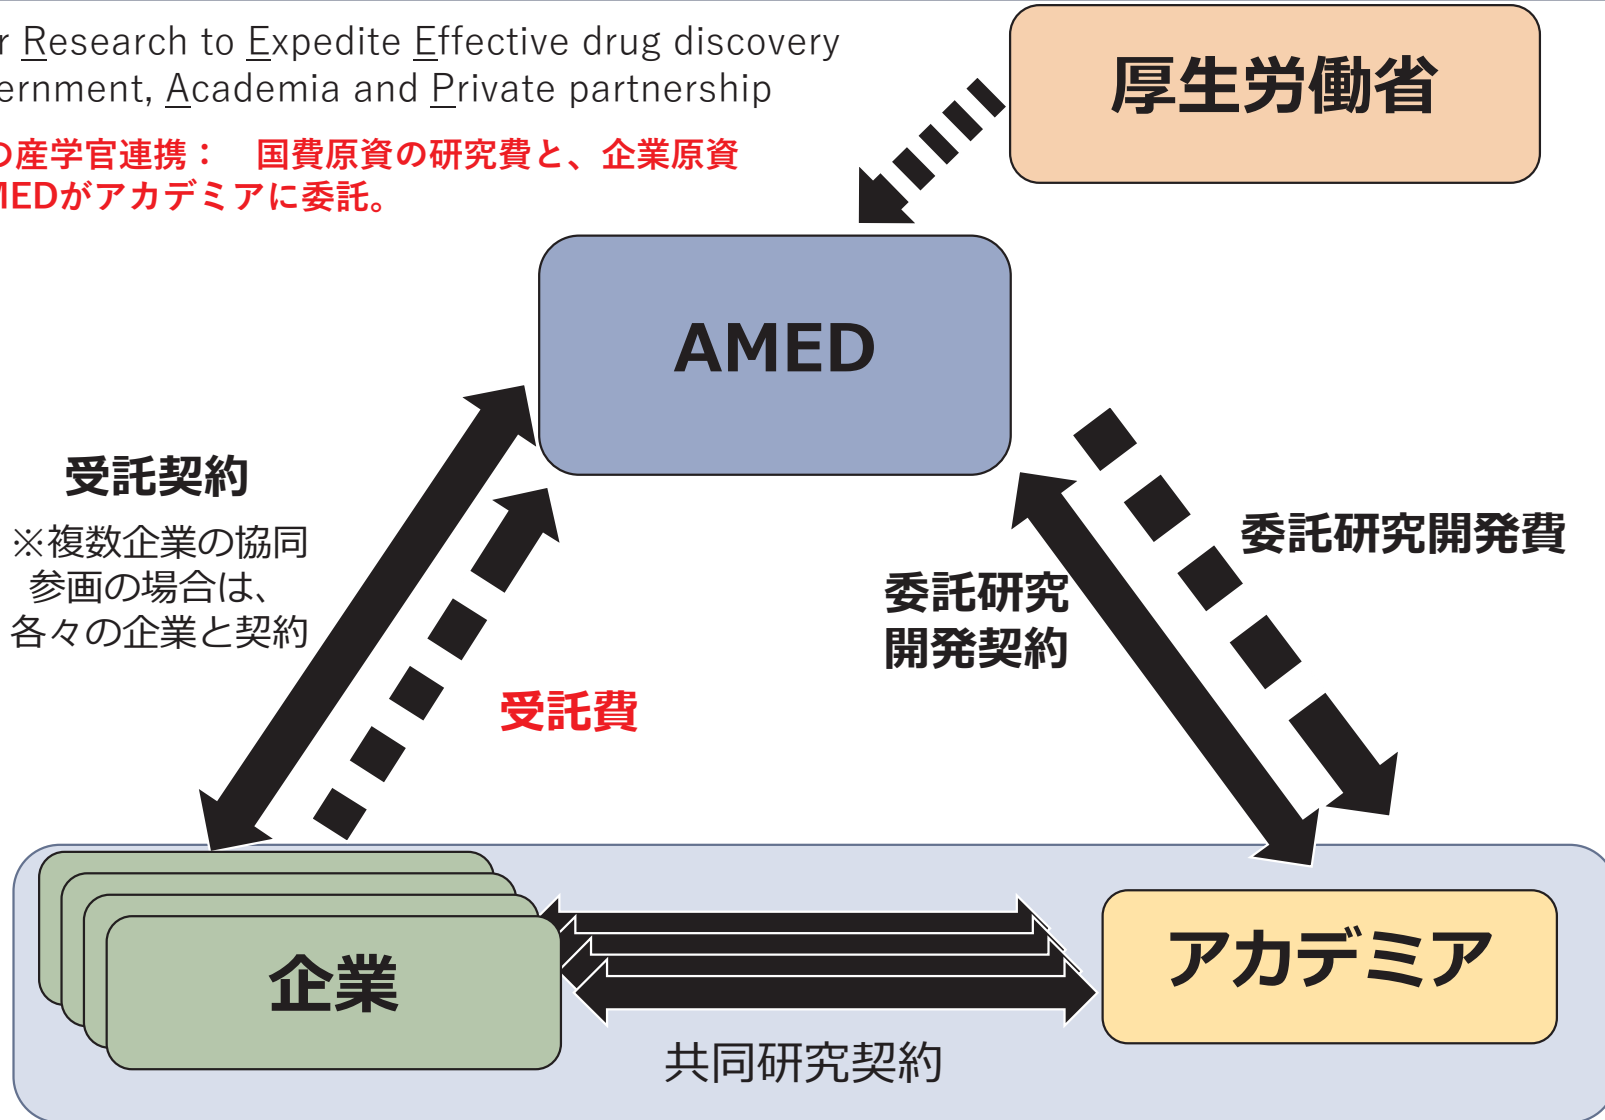 r Research to Expedite Effective drug discovery
ernment, Academia and Private partnership
の産学官連携： 国費原資の研究費と、企業原資
MEDがアカデミアに委託。
厚生労働省
AMED
受託契約
※複数企業の協同
参画の場合は、
各々の企業と契約
受託費
委託研究
開発契約
委託研究開発費
企業
アカデミア
共同研究契約